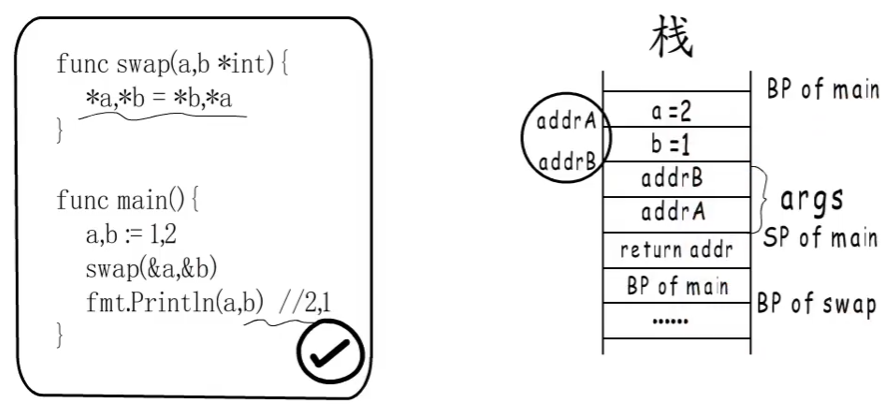 func swap(a,b *int){
*a,*b = *b,*a
}
func main(){
a,b := 1,2
swap(&a,&b)
fmt.Println(a,b) //2,1
}
栈
BP of main
addrA
a=2
addrB
b=1
addrB
addrA
args
SP of main
return addr
BP of main
BP of swap
......